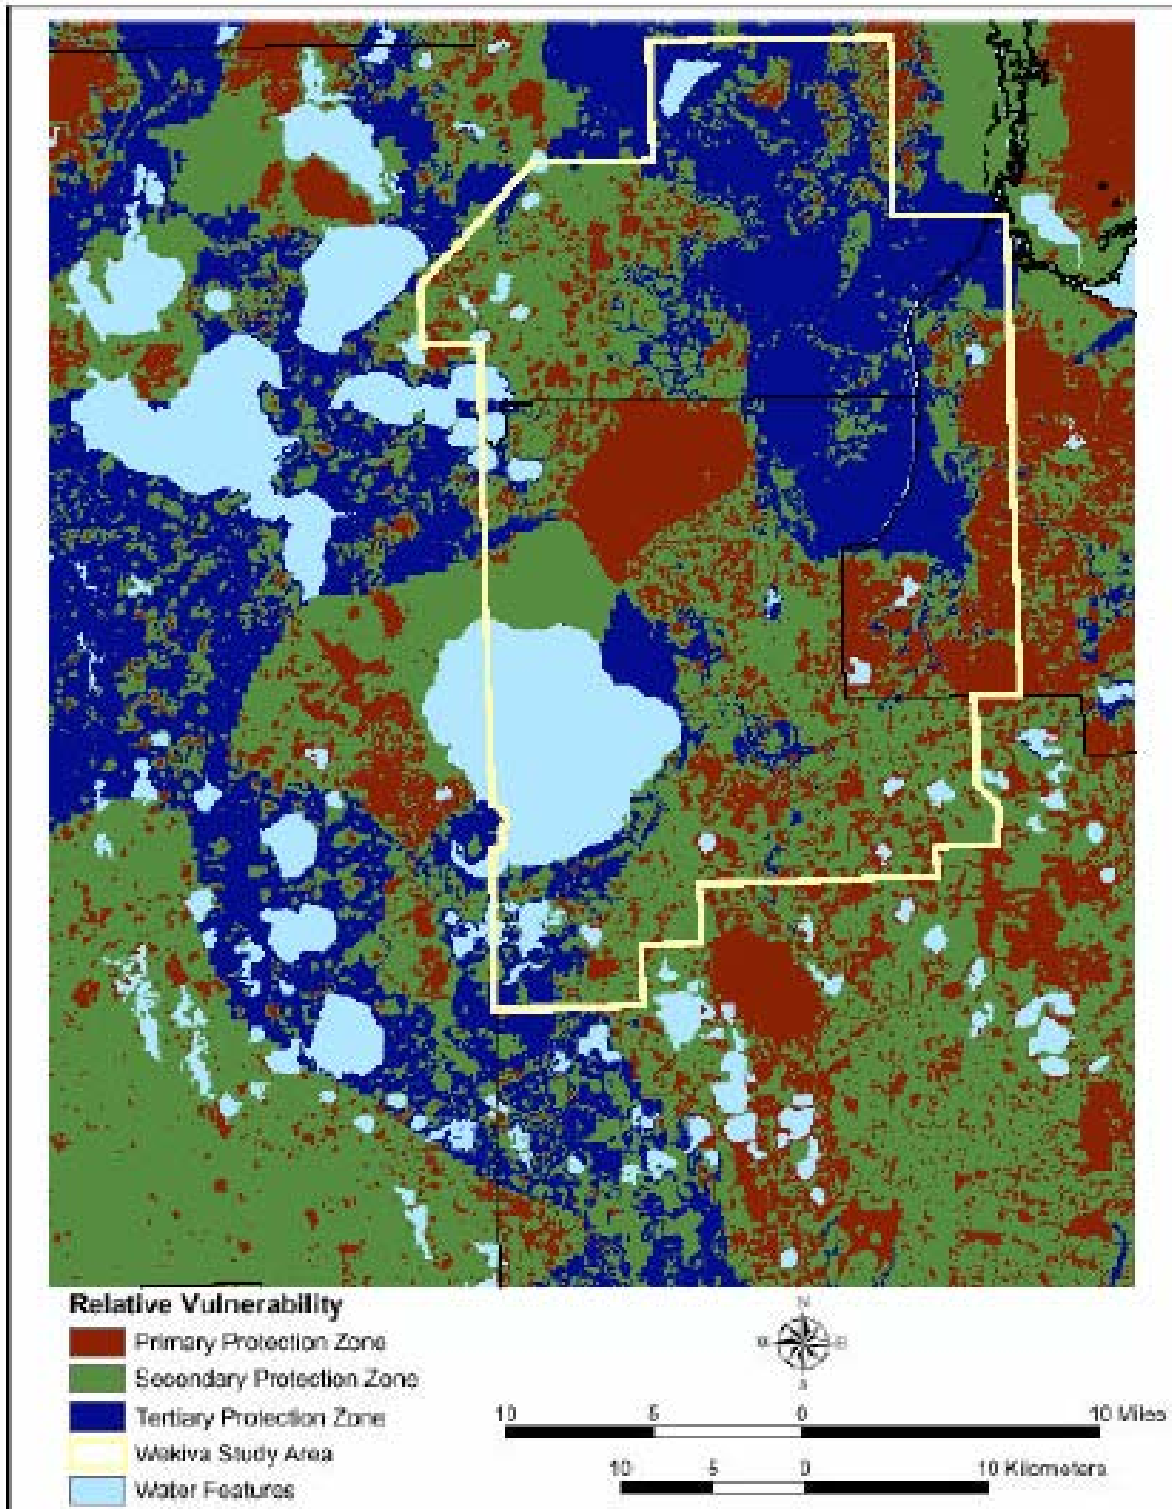 Relative Vulnerability
Primary Protection Zone
Secondary Protection Zone
Tertiary Protection Zone
Wekiva Study Area
Water Features
N
W E
S
10 5 0 10 Miles
10 5 0 10 Kilometers